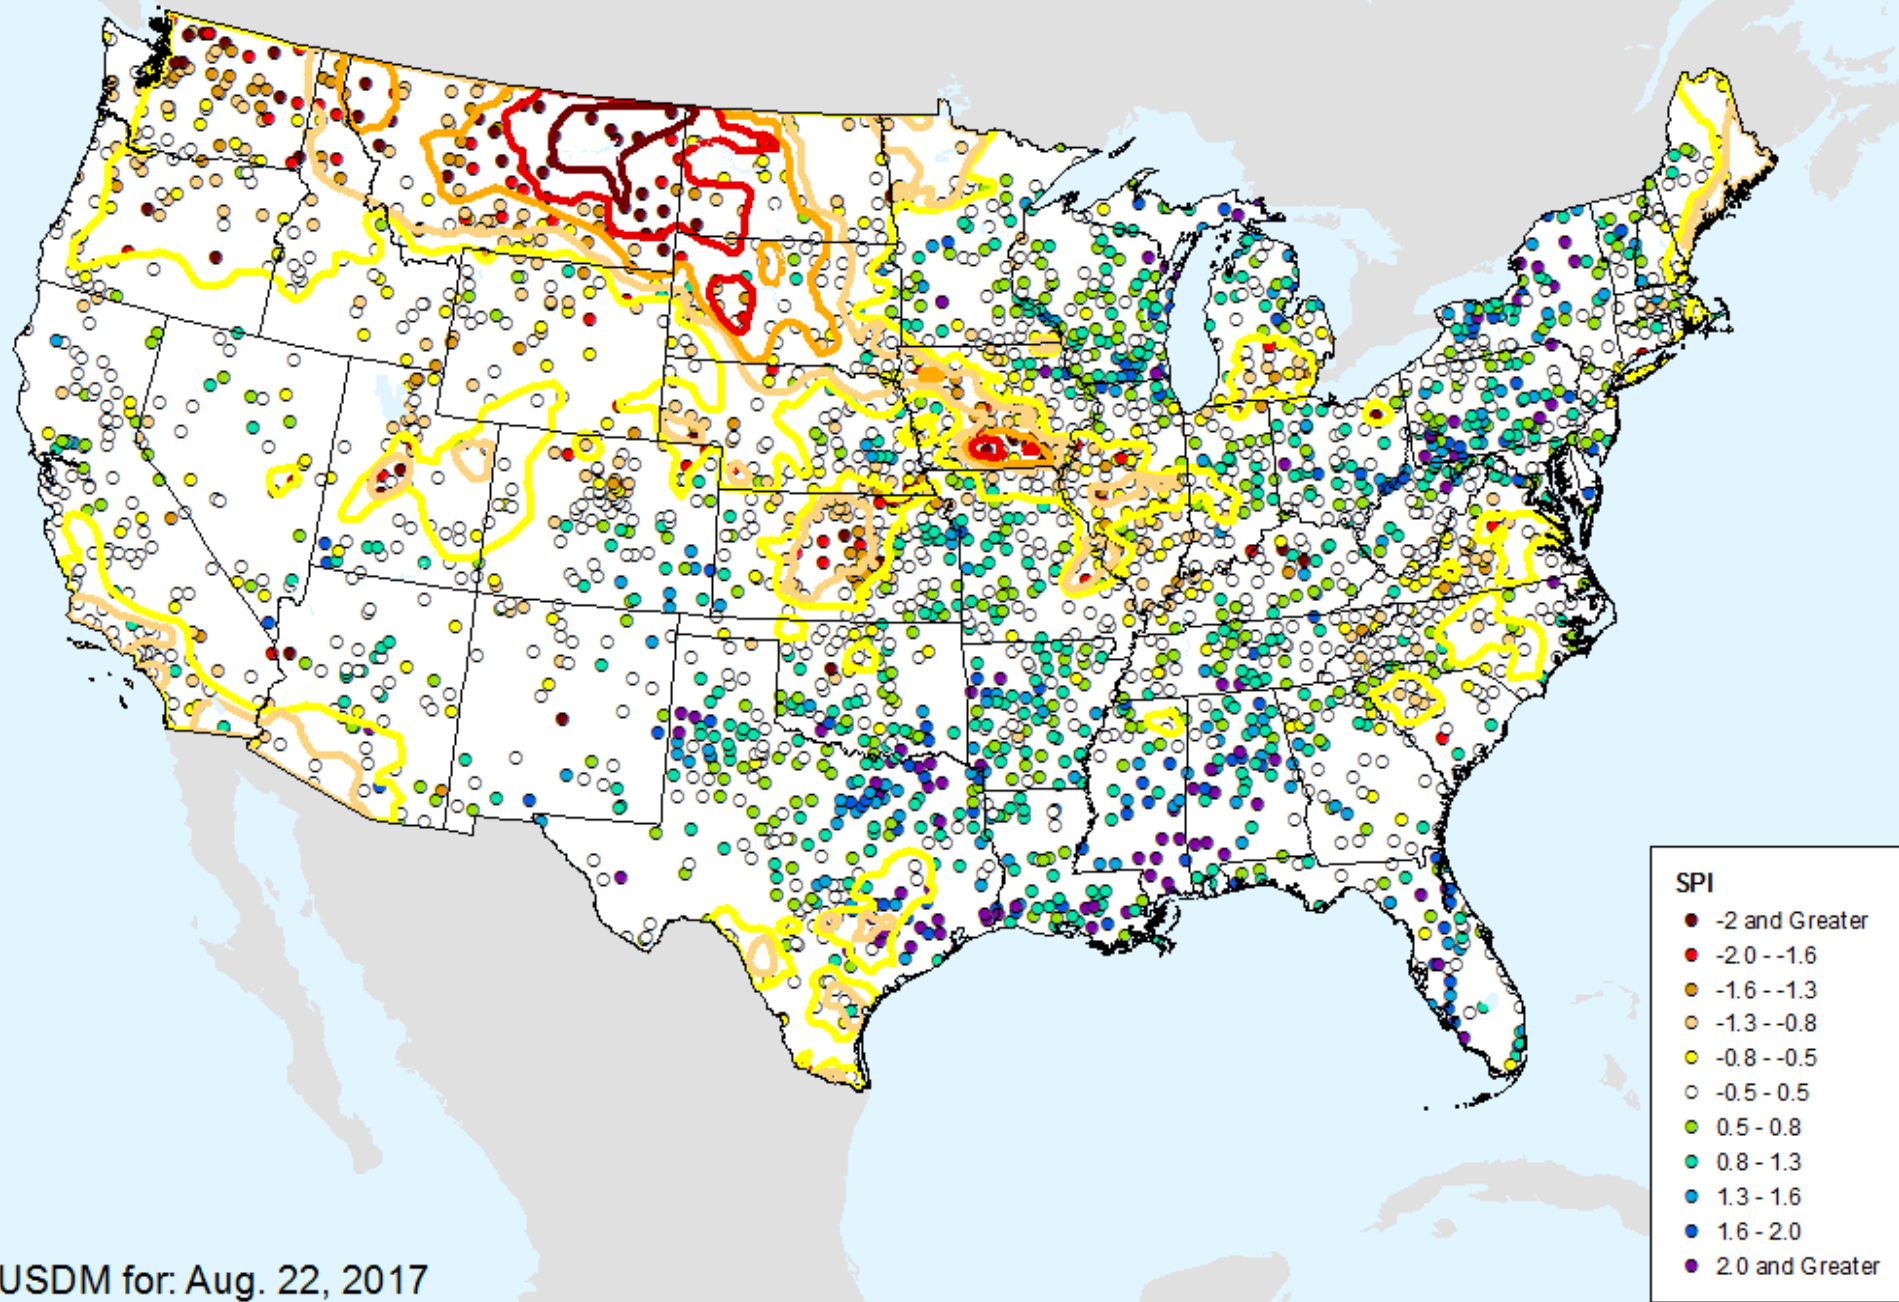 SPI
-2 and Greater
-2.0 - -1.6
-1.6 - -1.3
-1.3 - -0.8
-0.8 - -0.5
-0.5 - 0.5
0.5 - 0.8
0.8 - 1.3
1.3 - 1.6
1.6 - 2.0
2.0 and Greater
USDM for: Aug. 22, 2017